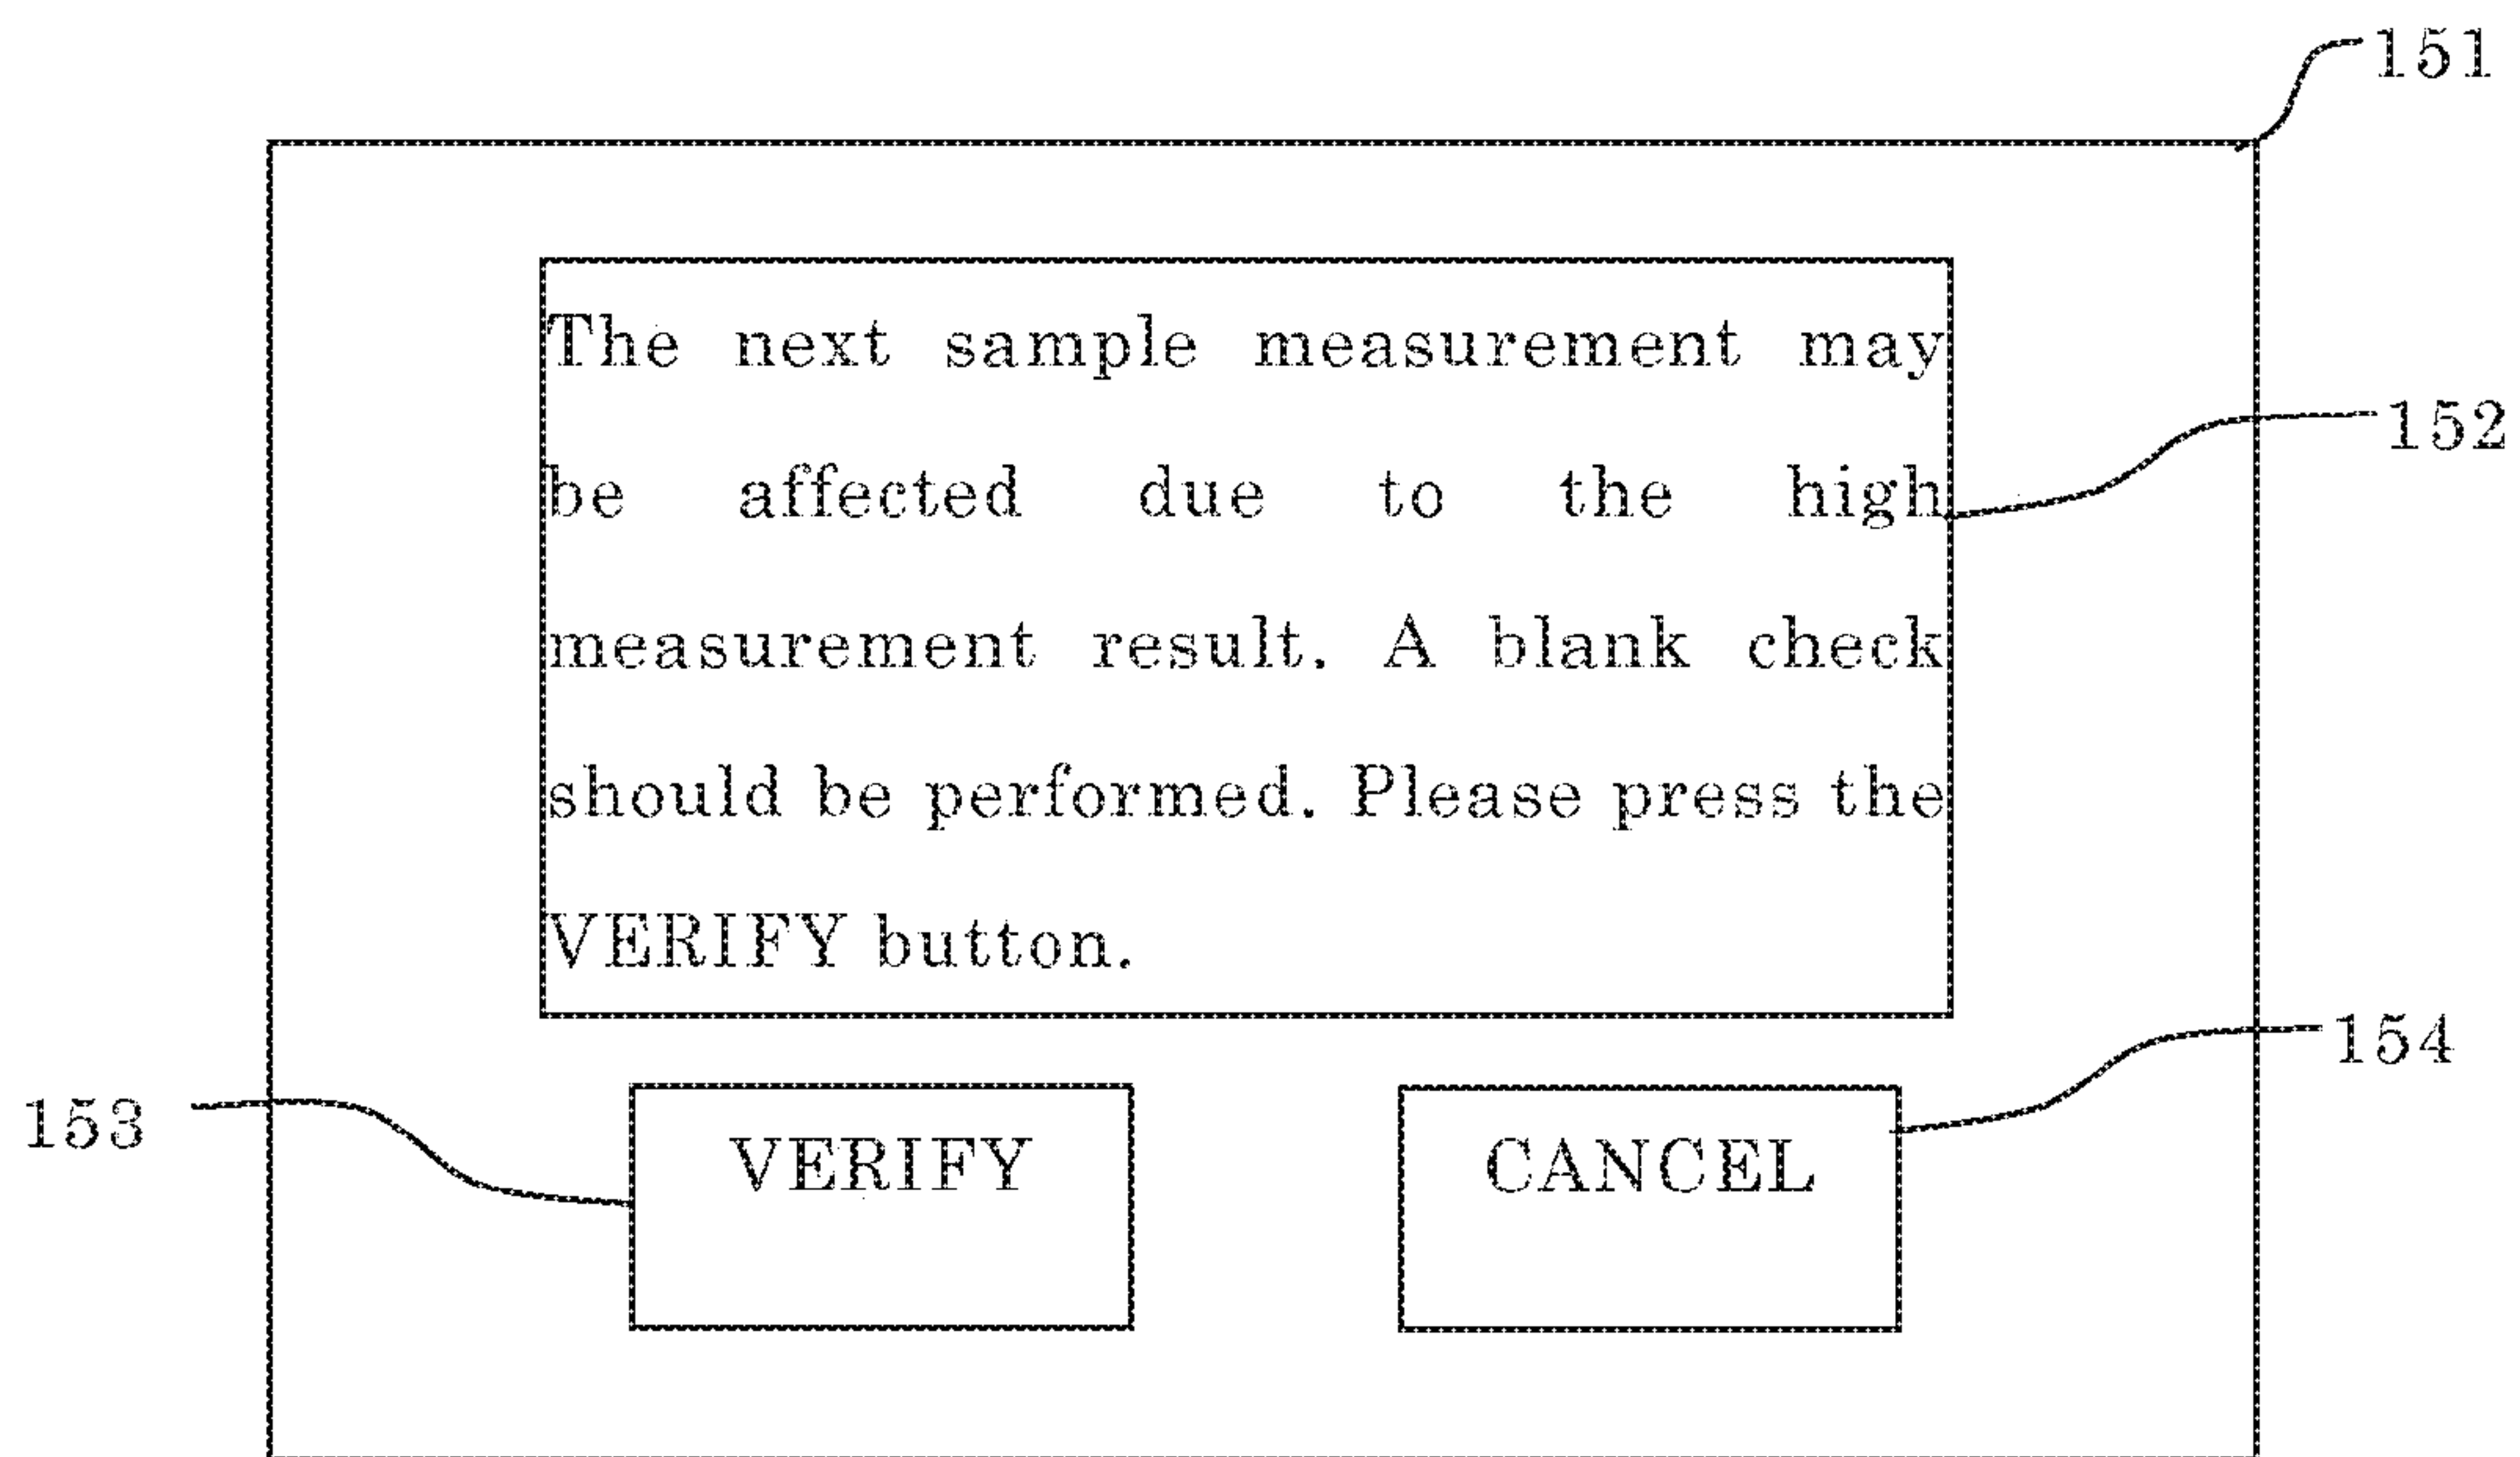 151
The next sample measurement may
be affected due to the high
152
measurement result. A blank check
should be performed. Please press the
VERIFY button.
154
153
VERIFY CANCEL